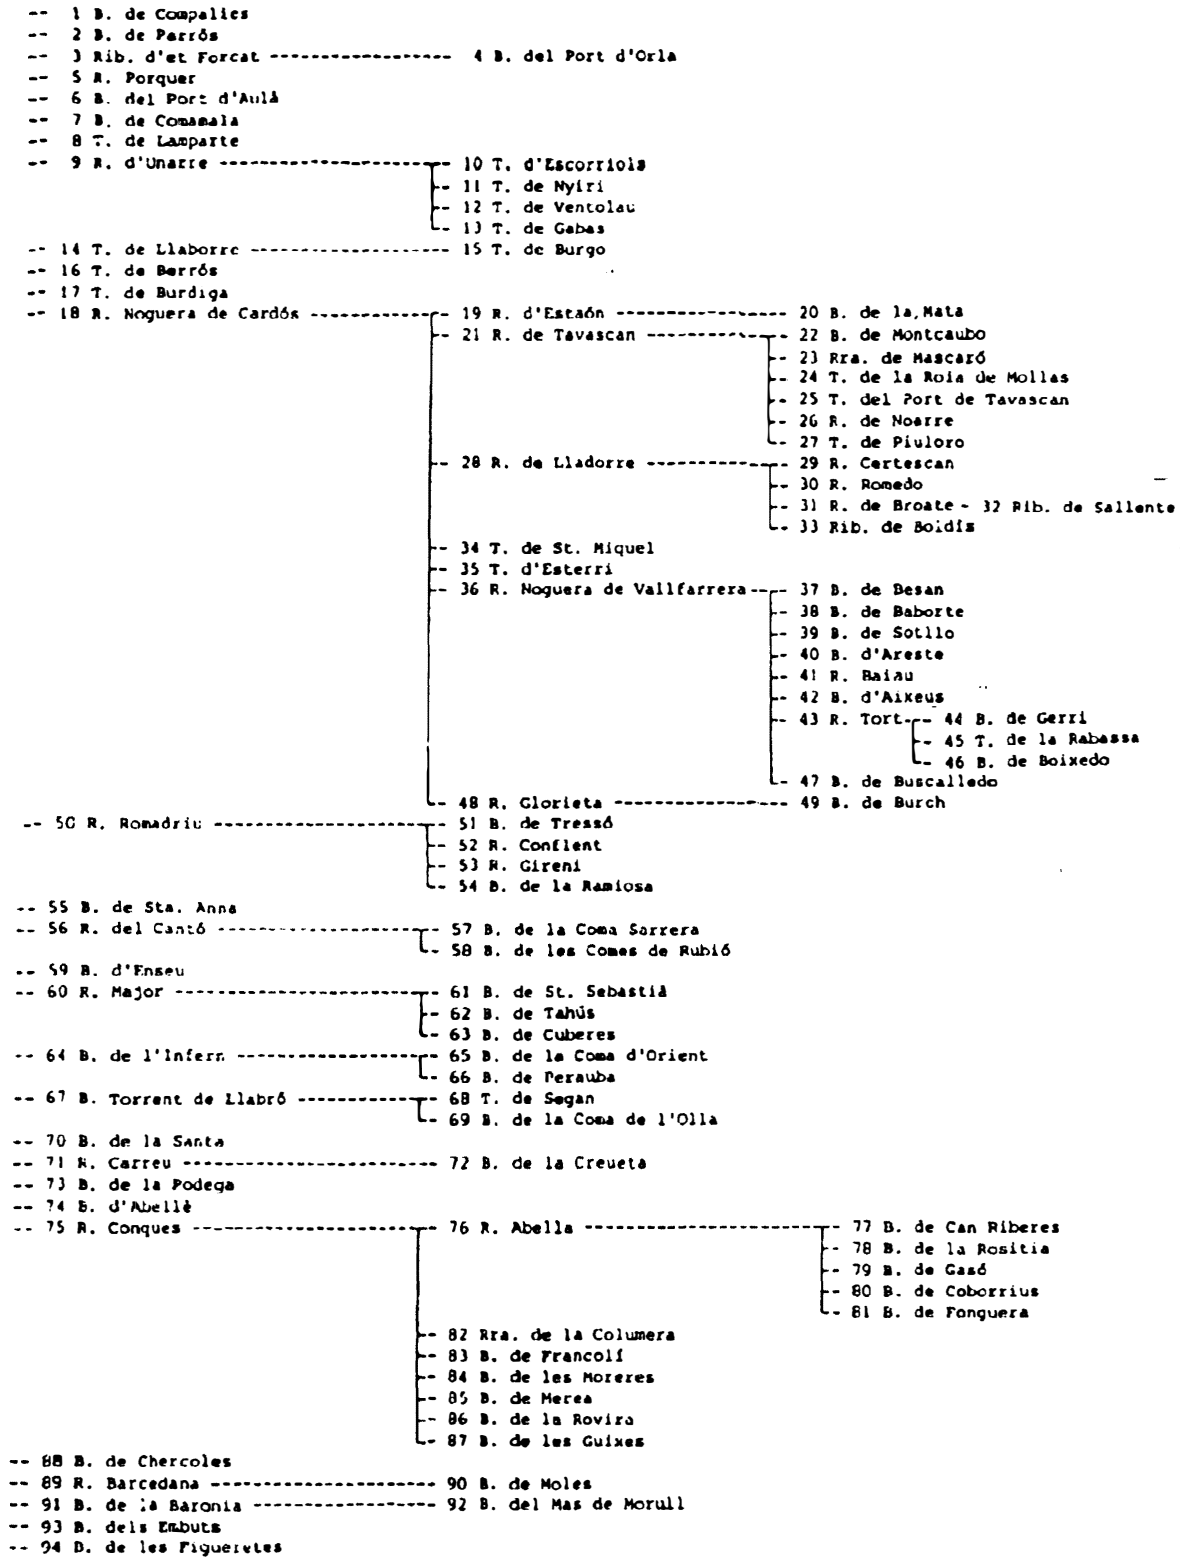 -- 1 B. de Compalies
-- 2 B. de Perrós
-- 3 Rib. d'et Forcat ----------------- 4 B. del Port d'Orla
-- 5 R. Porquer
-- 6 B. del Port d'Aulà
-- 7 B. de Comamala
-- 8 T. de Lamparte
-- 9 R. d'Unarre -------------------- 10 T. d'Escorriols
-- 11 T. de Nyiri
-- 12 T. de Ventolau
-- 13 T. de Gabas
-- 14 T. de Llaborre ------------------- 15 T. de Burgo
-- 16 T. de Berrós
-- 17 T. de Burdiga
-- 18 R. Noguera de Cardós ------------- 19 R. d'Estaón ---------------- 20 B. de la Mata
-- 21 R. de Tavascan ------------ 22 B. de Montcaubo
-- 23 Rra. de Mascaró
-- 24 T. de la Roia de Mollas
-- 25 T. del Port de Tavascan
-- 26 R. de Noarre
-- 27 T. de Piuloro
-- 28 R. de Lladorre ------------ 29 R. Certescan
-- 30 R. Romedo
-- 31 R. de Broate - 32 Rib. de Sallente
-- 33 Rib. de Boldís
-- 34 T. de St. Miquel
-- 35 T. d'Esterri
-- 36 R. Noguera de Vallfarrera ---- 37 B. de Besan
-- 38 B. de Baborte
-- 39 B. de Sotllo
-- 40 B. d'Areste
-- 41 R. Baiau
-- 42 B. d'Aixeus
-- 43 R. Tort --- 44 B. de Gerri
-- 45 T. de la Rabassa
-- 46 B. de Boixedo
-- 47 B. de Buscalledo
-- 48 R. Glorieta ---------------- 49 B. de Burch
-- 50 R. Romadriu --------------------- 51 B. de Tressó
-- 52 R. Conflent
-- 53 R. Gireni
-- 54 B. de la Ramiosa
-- 55 B. de Sta. Anna
-- 56 R. del Cantó -------------------- 57 B. de la Coma Sarrera
-- 58 B. de les Comes de Rubió
-- 59 B. d'Enseu
-- 60 R. Major ------------------------ 61 B. de St. Sebastià
-- 62 B. de Tahús
-- 63 B. de Cuberes
-- 64 B. de l'Infern ------------------ 65 B. de la Coma d'Orient
-- 66 B. de Perauba
-- 67 B. Torrent de Llabró ------------ 68 T. de Segan
-- 69 B. de la Coma de l'Olla
-- 70 B. de la Santa
-- 71 R. Carreu ----------------------- 72 B. de la Creueta
-- 73 B. de la Podega
-- 74 B. d'Abellè
-- 75 R. Conques ---------------------- 76 R. Abella --------------------- 77 B. de Can Riberes
-- 78 B. de la Rositia
-- 79 B. de Gasó
-- 80 B. de Coborrius
-- 81 B. de Fonguera
-- 82 Rra. de la Columera
-- 83 B. de Francolí
-- 84 B. de les Moreres
-- 85 B. de Merea
-- 86 B. de la Rovira
-- 87 B. de les Guixes
-- 88 B. de Chercoles
-- 89 R. Barcedana -------------------- 90 B. de Moles
-- 91 B. de la Baronia ---------------- 92 B. del Mas de Morull
-- 93 B. dels Embuts
-- 94 B. de les Figueretes